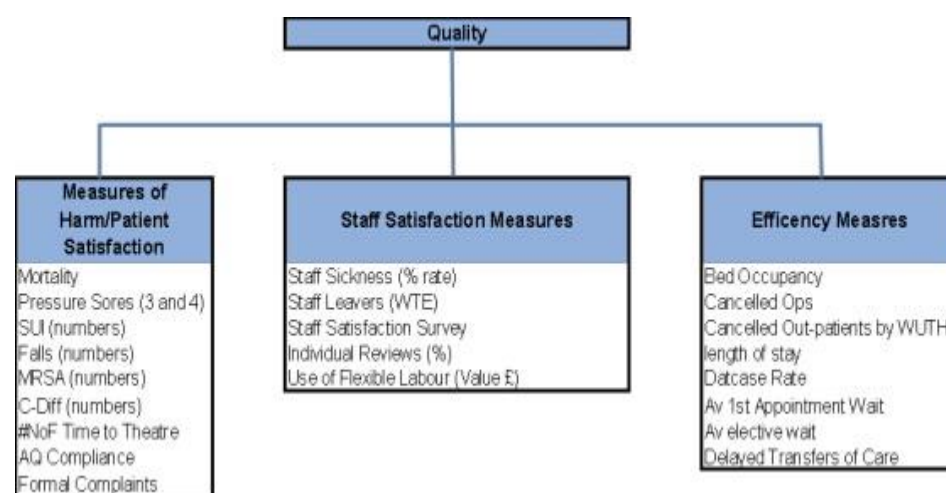 Quality
Measures of
Harm/Patient
Satisfaction
Mortality
Pressure Sores (3 and 4)
SUI (numbers)
Falls (numbers)
MRSA (numbers)
C-Diff (numbers)
#NoF Time to Theatre
AQ Compliance
Formal Complaints
Staff Satisfaction Measures
Staff Sickness (% rate)
Staff Leavers (WTE)
Staff Satisfaction Survey
Individual Reviews (%)
Use of Flexible Labour (Value £)
Efficency Measres
Bed Occupancy
Cancelled Ops
Cancelled Out-patients by WUTH
length of stay
Datcase Rate
Av 1st Appointment Wait
Av elective wait
Delayed Transfers of Care